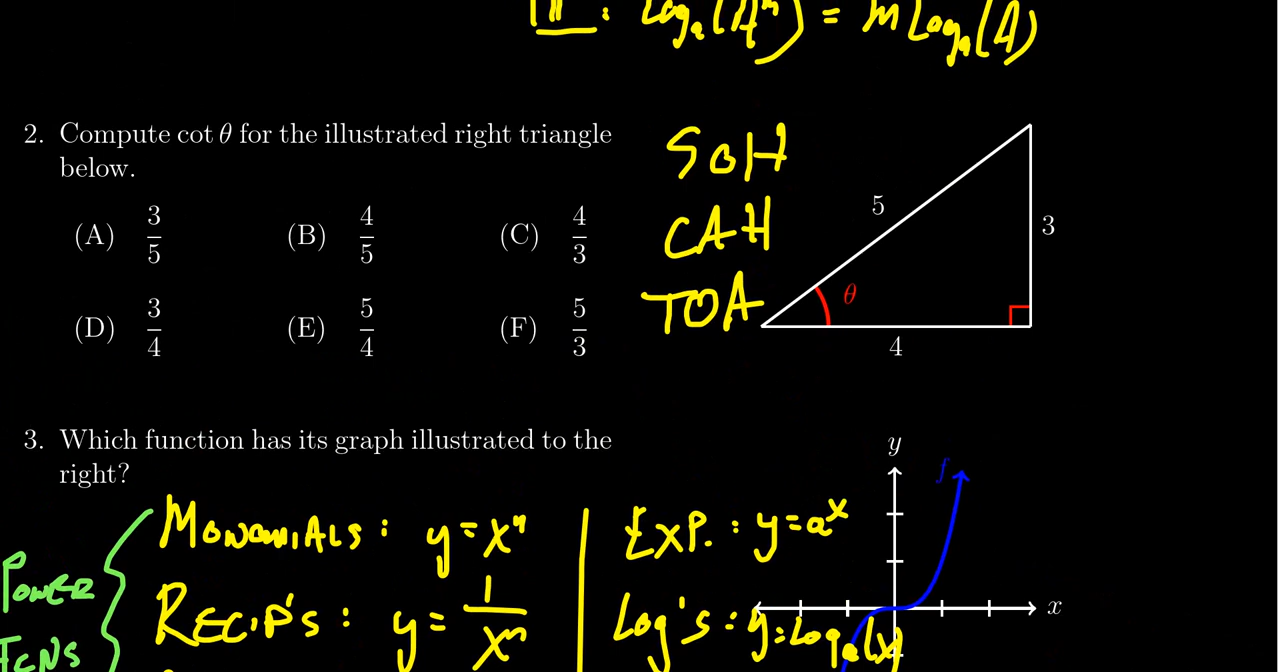 III : Log_a(A^n) = n Log_a(A)
2. Compute cot θ for the illustrated right triangle
below.
(A) 3/5 (B) 4/5 (C) 4/3
(D) 3/4 (E) 5/4 (F) 5/3
SOH
CAH
TOA
5
3
θ
4
3. Which function has its graph illustrated to the
right?
y
f
x
MONOMIALS : y = x^n
RECIP'S : y = 1/x^n
EXP. : y = a^x
Log's : y = Log_a(x)
POWER
FCNS